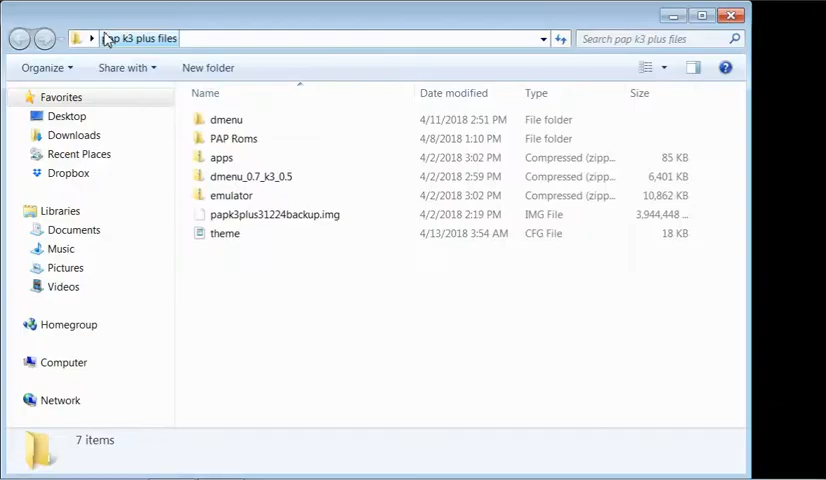 pap k3 plus files
Search pap k3 plus files
Organize
Share with
New folder
Name
Date modified
Type
Size
Favorites
Desktop
Downloads
Recent Places
Dropbox
Libraries
Documents
Music
Pictures
Videos
Homegroup
Computer
Network
dmenu 4/11/2018 2:51 PM File folder
PAP Roms 4/8/2018 1:10 PM File folder
apps 4/2/2018 3:02 PM Compressed (zipp... 85 KB
dmenu_0.7_k3_0.5 4/2/2018 2:59 PM Compressed (zipp... 6,401 KB
emulator 4/2/2018 3:02 PM Compressed (zipp... 10,862 KB
papk3plus31224backup.img 4/2/2018 2:19 PM IMG File 3,944,448 ...
theme 4/13/2018 3:54 AM CFG File 18 KB
7 items